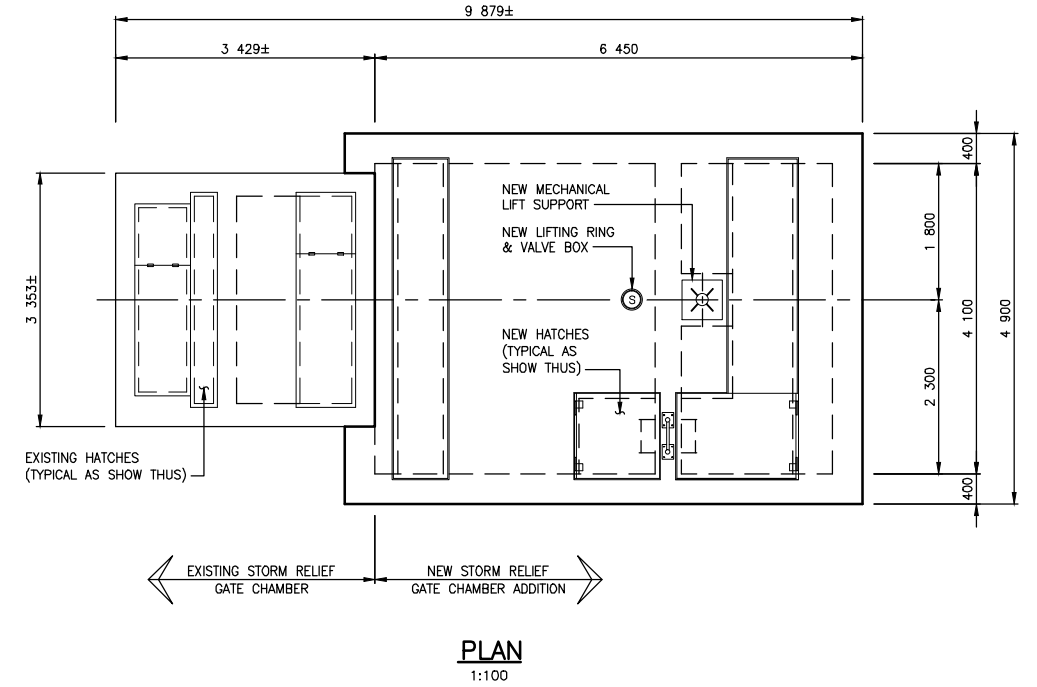 9 879±
3 429±
6 450
400
1 800
4 100
4 900
2 300
400
3 353±
NEW MECHANICAL
LIFT SUPPORT
NEW LIFTING RING
& VALVE BOX
S
NEW HATCHES
(TYPICAL AS
SHOW THUS)
EXISTING HATCHES
(TYPICAL AS SHOW THUS)
EXISTING STORM RELIEF
GATE CHAMBER
NEW STORM RELIEF
GATE CHAMBER ADDITION
PLAN
1:100